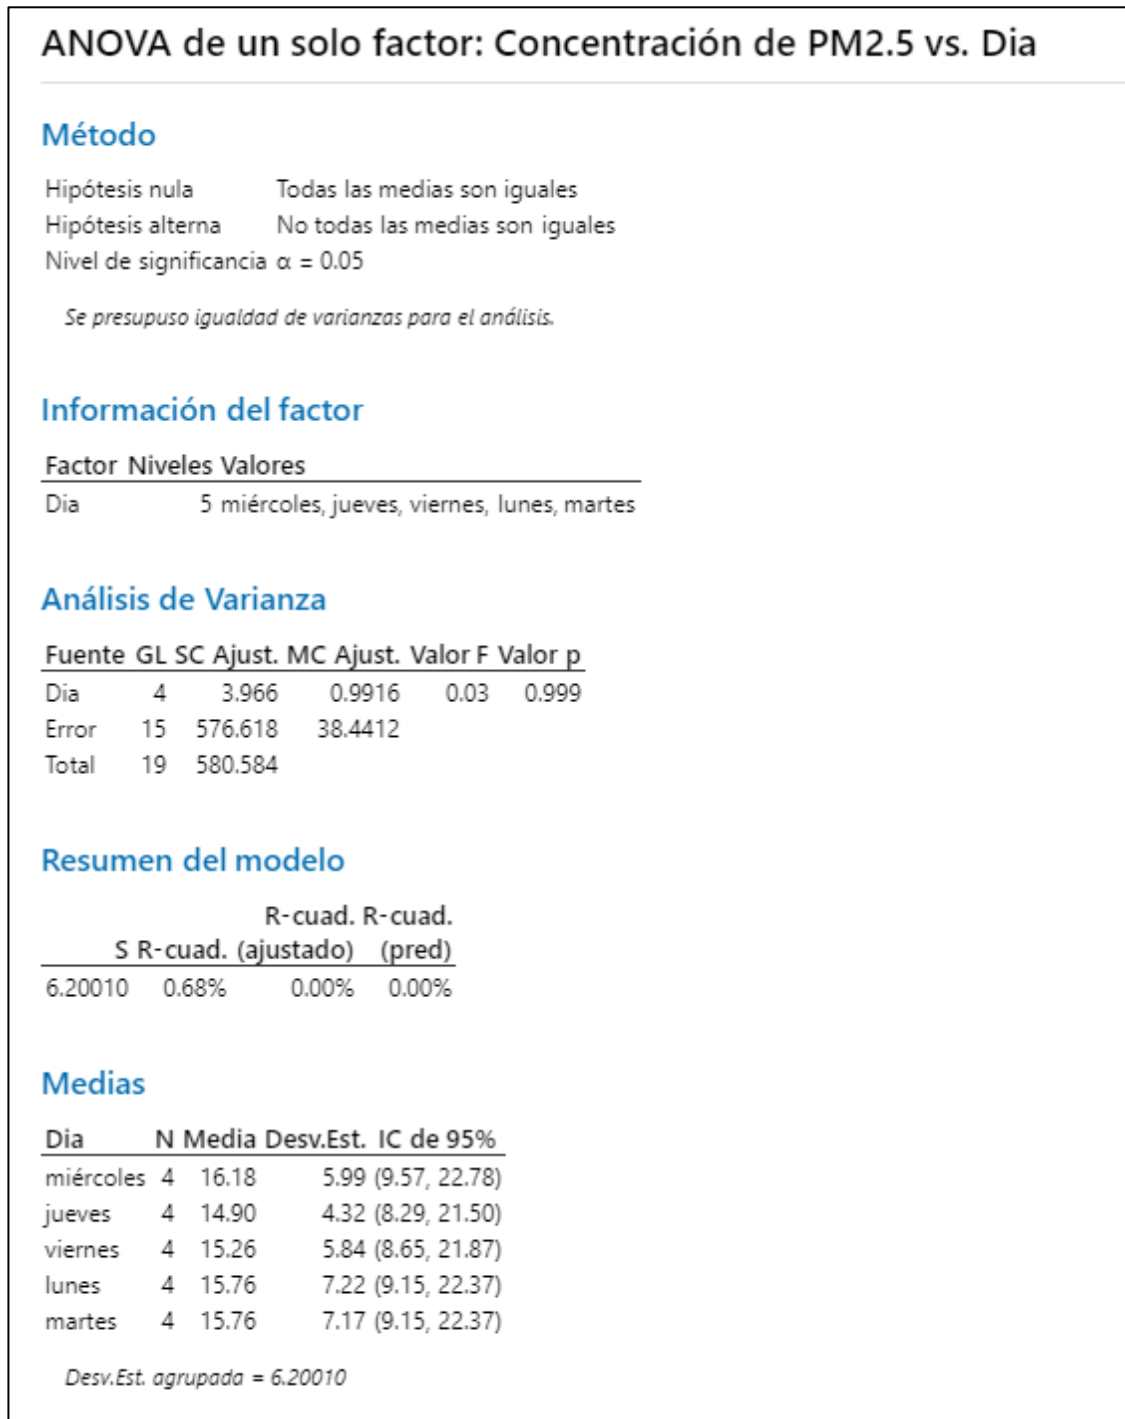 ANOVA de un solo factor: Concentración de PM2.5 vs. Dia
Método
Hipótesis nula Todas las medias son iguales
Hipótesis alterna No todas las medias son iguales
Nivel de significancia α = 0.05
Se presupuso igualdad de varianzas para el análisis.
Información del factor
Factor Niveles Valores
Dia 5 miércoles, jueves, viernes, lunes, martes
Análisis de Varianza
Fuente GL SC Ajust. MC Ajust. Valor F Valor p
Dia 4 3.966 0.9916 0.03 0.999
Error 15 576.618 38.4412
Total 19 580.584
Resumen del modelo
R-cuad. R-cuad.
S R-cuad. (ajustado) (pred)
6.20010 0.68% 0.00% 0.00%
Medias
Dia N Media Desv.Est. IC de 95%
miércoles 4 16.18 5.99 (9.57, 22.78)
jueves 4 14.90 4.32 (8.29, 21.50)
viernes 4 15.26 5.84 (8.65, 21.87)
lunes 4 15.76 7.22 (9.15, 22.37)
martes 4 15.76 7.17 (9.15, 22.37)
Desv.Est. agrupada = 6.20010